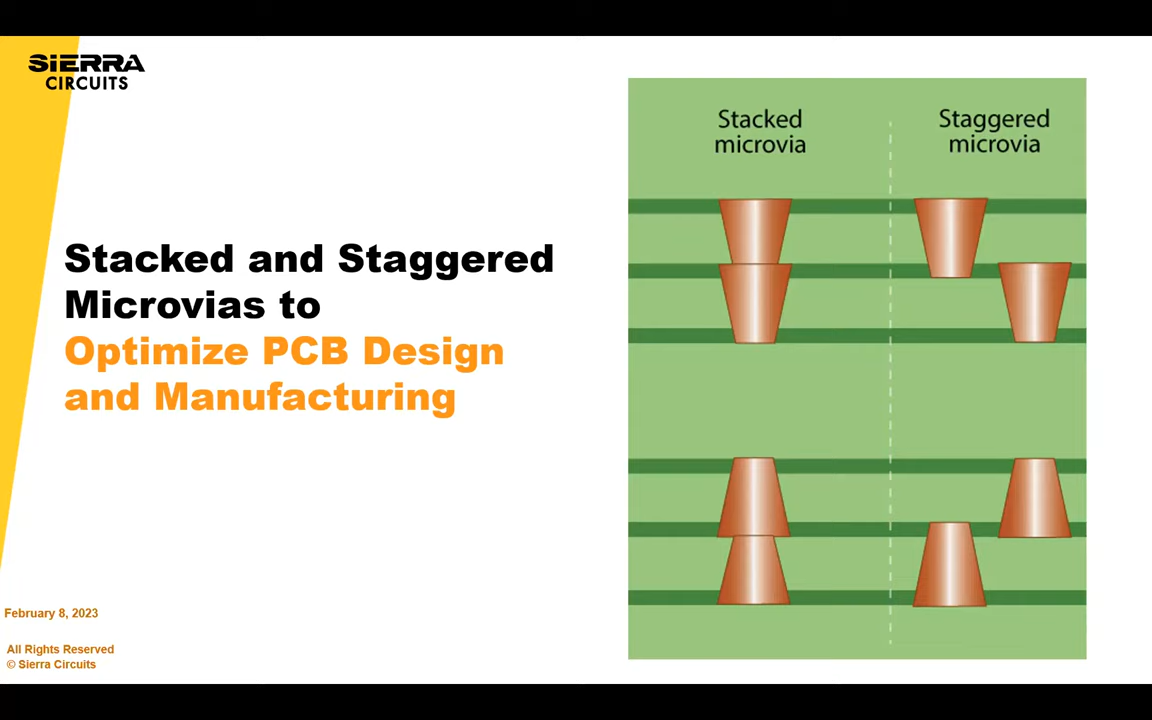 SIERRA
CIRCUITS
Stacked and Staggered
Microvias to
Optimize PCB Design
and Manufacturing
February 8, 2023
All Rights Reserved
© Sierra Circuits
Stacked
microvia
Staggered
microvia